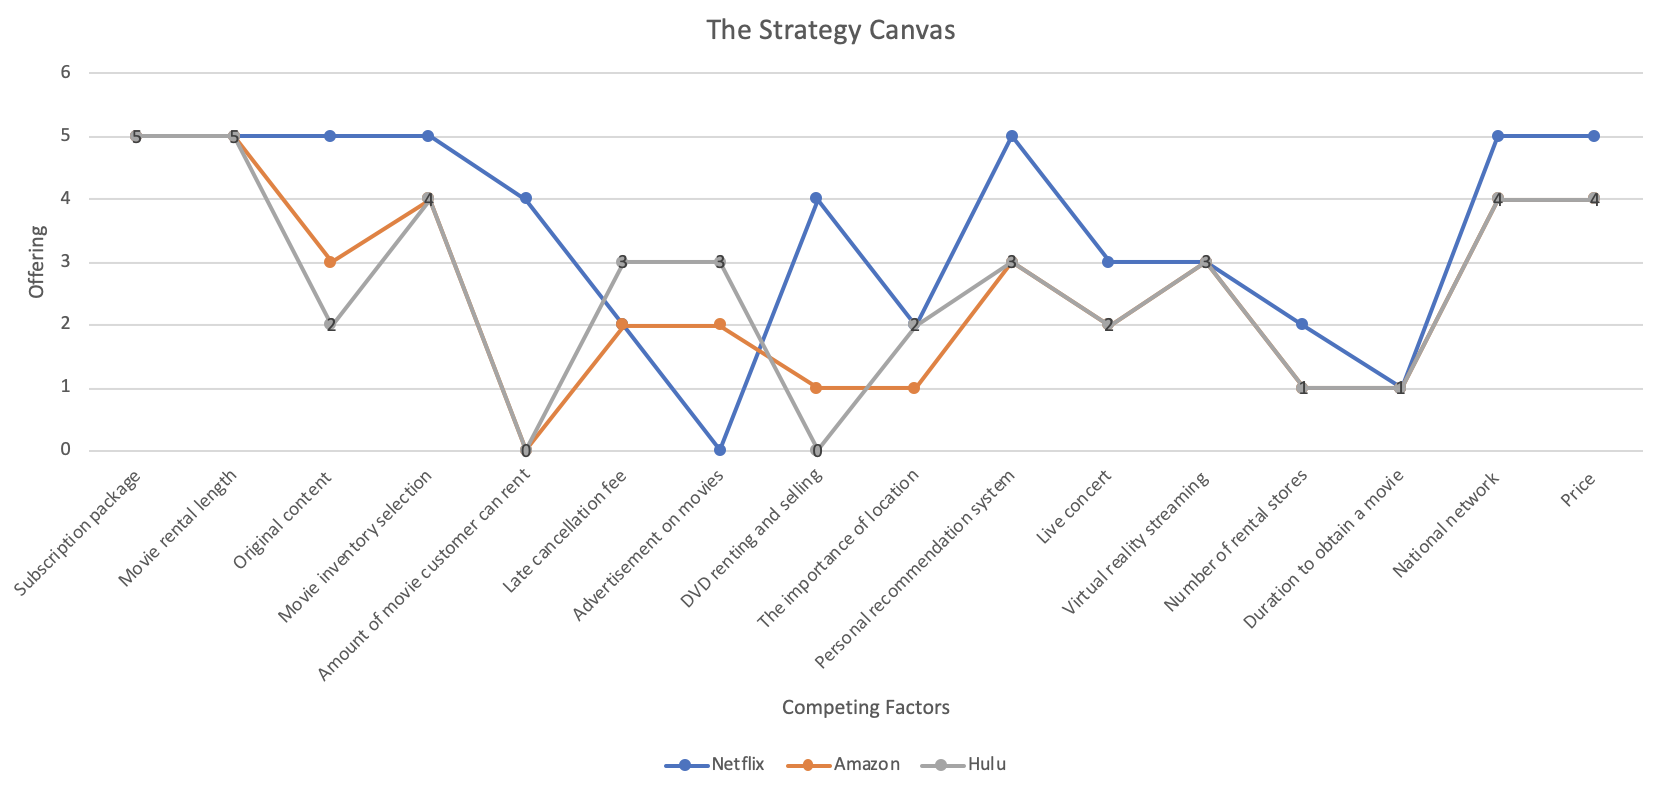 The Strategy Canvas
6
5
4
3
2
1
0
Offering
5
5
2
4
0
3
3
0
2
3
2
3
1
1
4
4
Subscription package
Movie rental length
Original content
Movie inventory selection
Amount of movie customer can rent
Late cancellation fee
Advertisement on movies
DVD renting and selling
The importance of location
Personal recommendation system
Live concert
Virtual reality streaming
Number of rental stores
Duration to obtain a movie
National network
Price
Competing Factors
Netflix
Amazon
Hulu